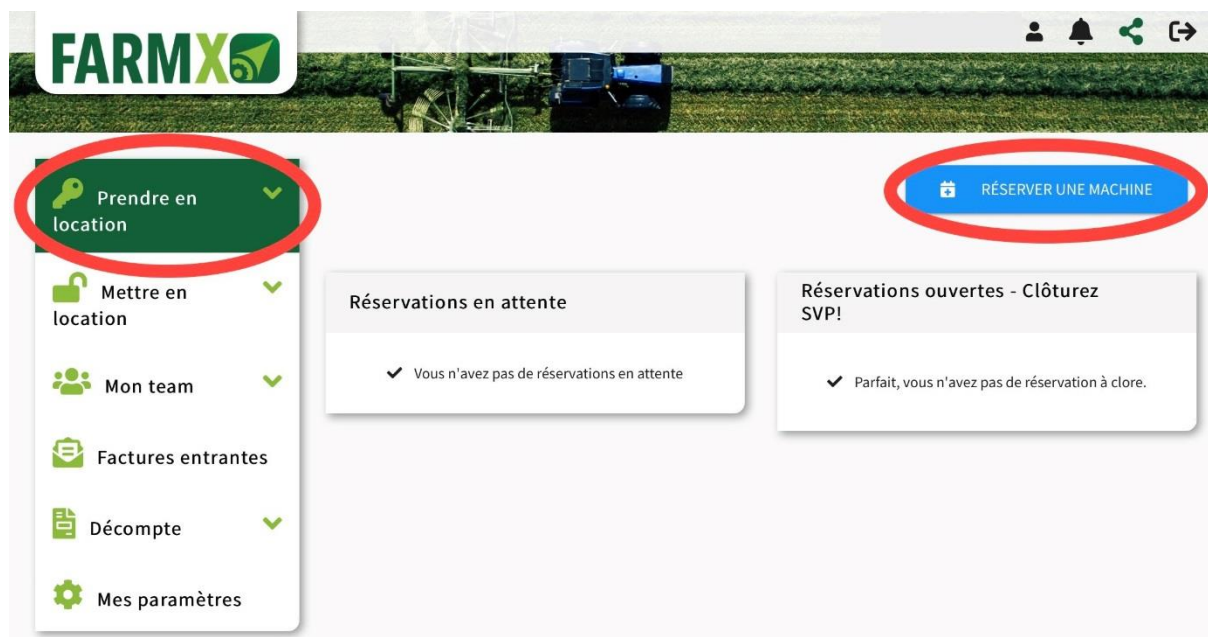 FARMX
Prendre en
location
RÉSERVER UNE MACHINE
Mettre en
location
Mon team
Factures entrantes
Décompte
Mes paramètres
Réservations en attente
Vous n'avez pas de réservations en attente
Réservations ouvertes - Clôturez
SVP!
Parfait, vous n'avez pas de réservation à clore.